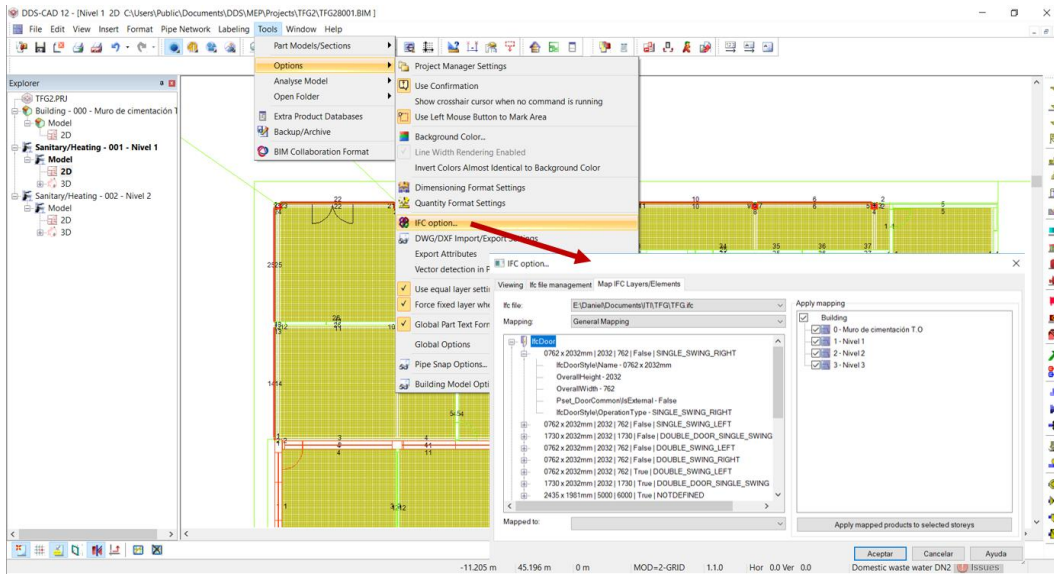 DDS-CAD 12 - [Nivel 1 2D C:\Users\Public\Documents\DDS\MEP\Projects\TFG2\TFG28001.BIM ]
File Edit View Insert Format Pipe Network Labeling Tools Window Help
Explorer
TFG2.PRJ
Building - 000 - Muro de cimentación T
Model
2D
Sanitary/Heating - 001 - Nivel 1
Model
2D
3D
Sanitary/Heating - 002 - Nivel 2
Model
2D
3D
Part Models/Sections
Options
Analyse Model
Open Folder
Extra Product Databases
Backup/Archive
BIM Collaboration Format
Project Manager Settings
Use Confirmation
Show crosshair cursor when no command is running
Use Left Mouse Button to Mark Area
Background Color...
Line Width Rendering Enabled
Invert Colors Almost Identical to Background Color
Dimensioning Format Settings
Quantity Format Settings
IFC option...
DWG/DXF Import/Export Settings
Export Attributes
Vector detection in P
Use equal layer setti
Force fixed layer whe
Global Part Text Form
Global Options
Pipe Snap Options...
Building Model Opti
IFC option...
Viewing Ifc file management Map IFC Layers/Elements
Ifc file: E:\Daniel\Documents\ITI\TFG\TFG.ifc
Mapping: General Mapping
IfcDoor
0762 x 2032mm | 2032 | 762 | False | SINGLE_SWING_RIGHT
IfcDoorStyle\Name - 0762 x 2032mm
OverallHeight - 2032
OverallWidth - 762
Pset_DoorCommon\IsExternal - False
IfcDoorStyle\OperationType - SINGLE_SWING_RIGHT
0762 x 2032mm | 2032 | 762 | False | SINGLE_SWING_LEFT
1730 x 2032mm | 2032 | 1730 | False | DOUBLE_DOOR_SINGLE_SWING
0762 x 2032mm | 2032 | 762 | False | DOUBLE_SWING_LEFT
0762 x 2032mm | 2032 | 762 | False | DOUBLE_SWING_RIGHT
0762 x 2032mm | 2032 | 762 | True | DOUBLE_SWING_LEFT
1730 x 2032mm | 2032 | 1730 | True | DOUBLE_DOOR_SINGLE_SWING
2435 x 1981mm | 5000 | 6000 | True | NOTDEFINED
Mapped to:
Apply mapping
Building
0 - Muro de cimentación T.O
1 - Nivel 1
2 - Nivel 2
3 - Nivel 3
Apply mapped products to selected storeys
Aceptar Cancelar Ayuda
-11.205 m 45.196 m 0 m MOD=2-GRID 1.1.0 Hor 0.0 Ver 0.0 Domestic waste water DN2 Issues